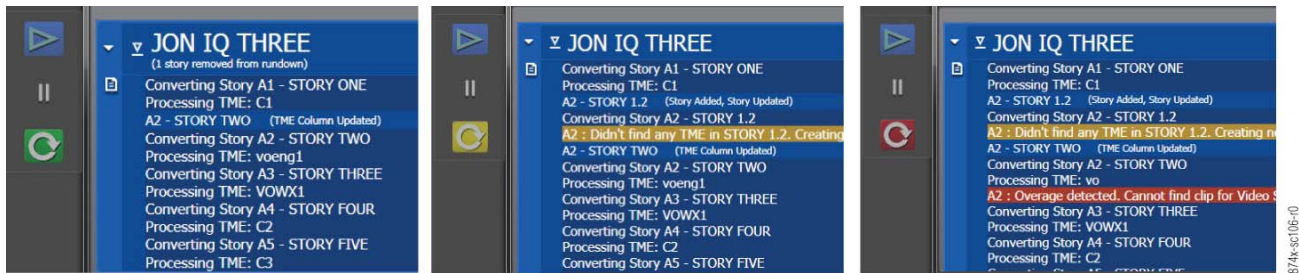 JON IQ THREE
(1 story removed from rundown)
Converting Story A1 - STORY ONE
Processing TME: C1
A2 - STORY TWO (TME Column Updated)
Converting Story A2 - STORY TWO
Processing TME: voeng1
Converting Story A3 - STORY THREE
Processing TME: VOWX1
Converting Story A4 - STORY FOUR
Processing TME: C2
Converting Story A5 - STORY FIVE
Processing TME: C3
JON IQ THREE
Converting Story A1 - STORY ONE
Processing TME: C1
A2 - STORY 1.2 (Story Added, Story Updated)
Converting Story A2 - STORY 1.2
A2 : Didn't find any TME in STORY 1.2. Creating
A2 - STORY TWO (TME Column Updated)
Converting Story A2 - STORY TWO
Processing TME: voeng1
Converting Story A3 - STORY THREE
Processing TME: VOWX1
Converting Story A4 - STORY FOUR
Processing TME: C2
Converting Story A5 - STORY FIVE
JON IQ THREE
Converting Story A1 - STORY ONE
Processing TME: C1
A2 - STORY 1.2 (Story Added, Story Updated)
Converting Story A2 - STORY 1.2
A2 : Didn't find any TME in STORY 1.2. Creating
A2 - STORY TWO (TME Column Updated)
Converting Story A2 - STORY TWO
Processing TME: vo
A2 : Overage detected. Cannot find clip for Video
Converting Story A3 - STORY THREE
Processing TME: VOWX1
Converting Story A4 - STORY FOUR
Processing TME: C2
874x-sc106-r0